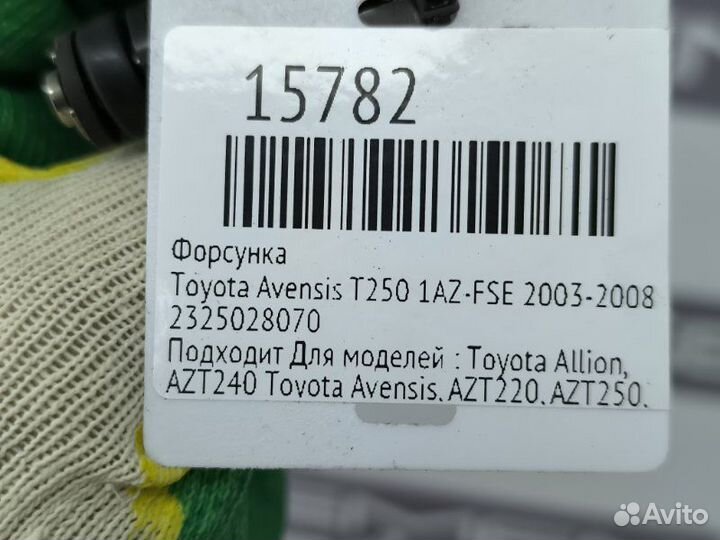 15782
Форсунка
Toyota Avensis T250 1AZ-FSE 2003-2008
2325028070
Подходит Для моделей : Toyota Allion,
AZT240 Toyota Avensis, AZT220, AZT250,
Avito